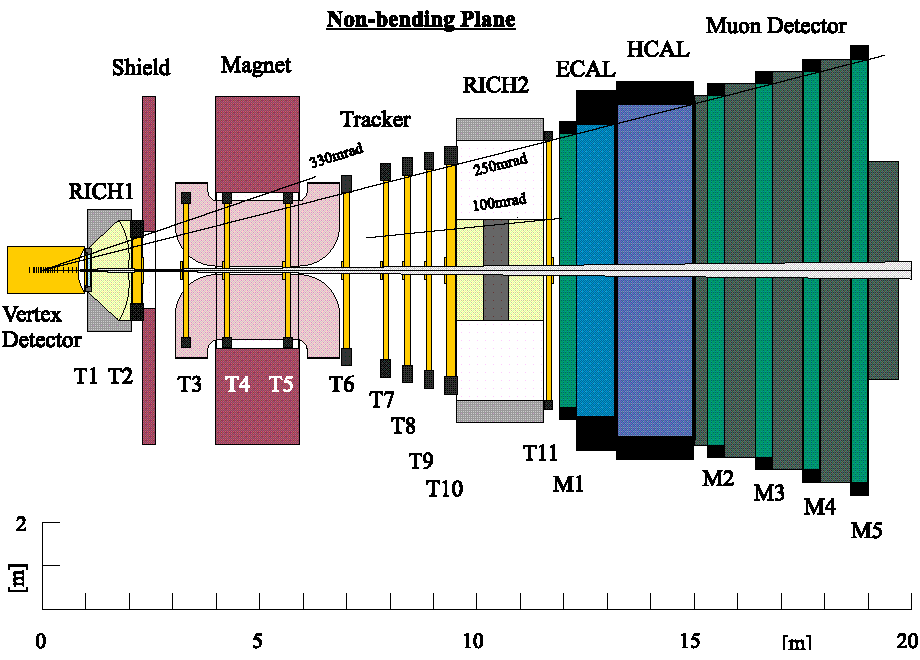 Non-bending Plane
Muon Detector
HCAL
ECAL
Shield
Magnet
RICH2
Tracker
330mrad
250mrad
RICH1
100mrad
Vertex
Detector
T1
T2
T3
T4
T5
T6
T7
T8
T9
T10
T11
M1
M2
M3
M4
M5
2
[m]
0
5
10
15
[m]
20